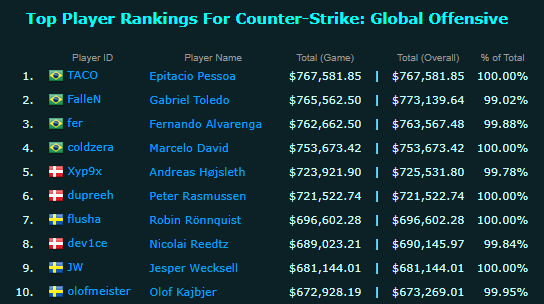 Top Player Rankings For Counter-Strike: Global Offensive
Player ID Player Name Total (Game) Total (Overall) % of Total
1. TACO Epitacio Pessoa $767,581.85 | $767,581.85 100.00%
2. FalleN Gabriel Toledo $765,562.50 | $773,139.64 99.02%
3. fer Fernando Alvarenga $762,662.50 | $763,567.48 99.88%
4. coldzera Marcelo David $753,673.42 | $753,673.42 100.00%
5. Xyp9x Andreas Højsleth $723,921.90 | $725,531.80 99.78%
6. dupreeh Peter Rasmussen $721,522.74 | $721,522.74 100.00%
7. flusha Robin Rönnquist $696,602.28 | $696,602.28 100.00%
8. dev1ce Nicolai Reedtz $689,023.21 | $690,145.97 99.84%
9. JW Jesper Wecksell $681,144.01 | $681,144.01 100.00%
10. olofmeister Olof Kajbjer $672,928.19 | $673,269.01 99.95%